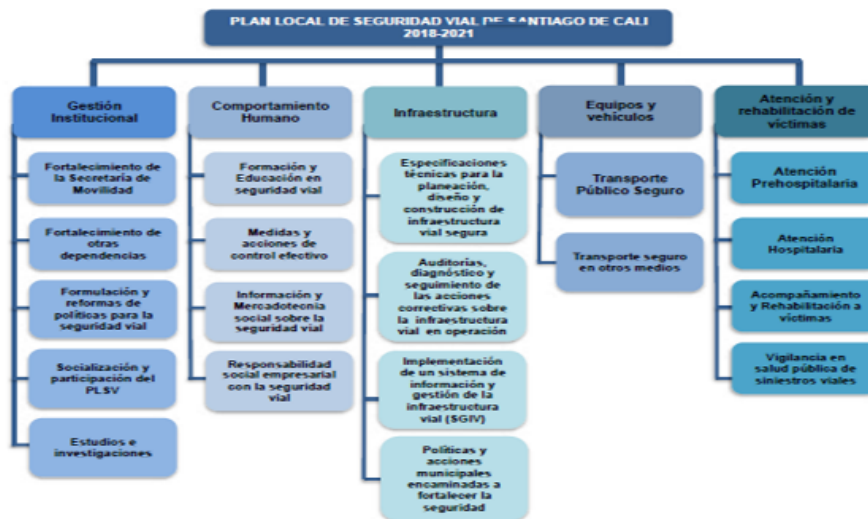 PLAN LOCAL DE SEGURIDAD VIAL DE SANTIAGO DE CALI
2018-2021
Gestión
Institucional
Fortalecimiento de
la Secretaría de
Movilidad
Fortalecimiento de
otras
dependencias
Formulación y
reformas de
políticas para la
seguridad vial
Socialización y
participación del
PLSV
Estudios e
investigaciones
Comportamiento
Humano
Formación y
Educación en
seguridad vial
Medidas y
acciones de
control efectivo
Información y
Mercadotecnia
social sobre la
seguridad vial
Responsabilidad
social empresarial
con la seguridad
vial
Infraestructura
Especificaciones
técnicas para la
planeación,
diseño y
construcción de
infraestructura
vial segura
Auditorías,
diagnóstico y
seguimiento de
las acciones
correctivas sobre
la infraestructura
vial en operación
Implementación
de un sistema de
información y
gestión de la
infraestructura
vial (SGIV)
Políticas y
acciones
municipales
encaminadas a
fortalecer la
seguridad
Equipos y
vehículos
Transporte
Público Seguro
Transporte seguro
en otros medios
Atención y
rehabilitación de
víctimas
Atención
Prehospitalaria
Atención
Hospitalaria
Acompañamiento
y Rehabilitación a
víctimas
Vigilancia en
salud pública de
siniestros viales